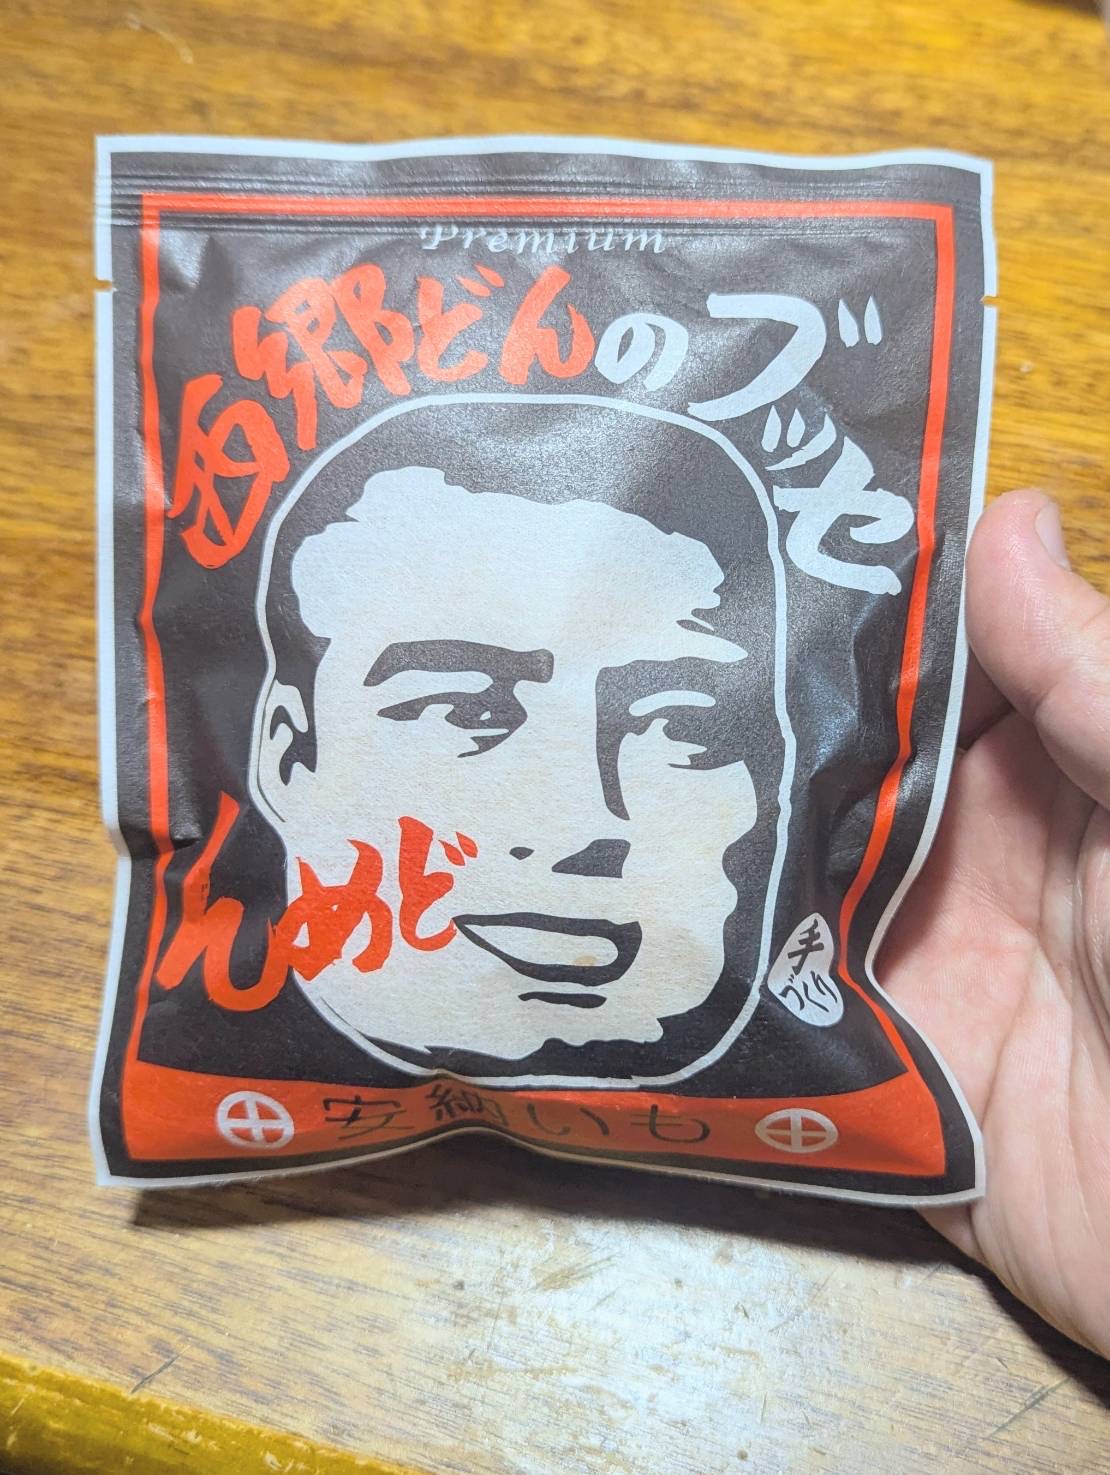 Premium
西郷どんのブッセ
んめど
手づくり
安納いも